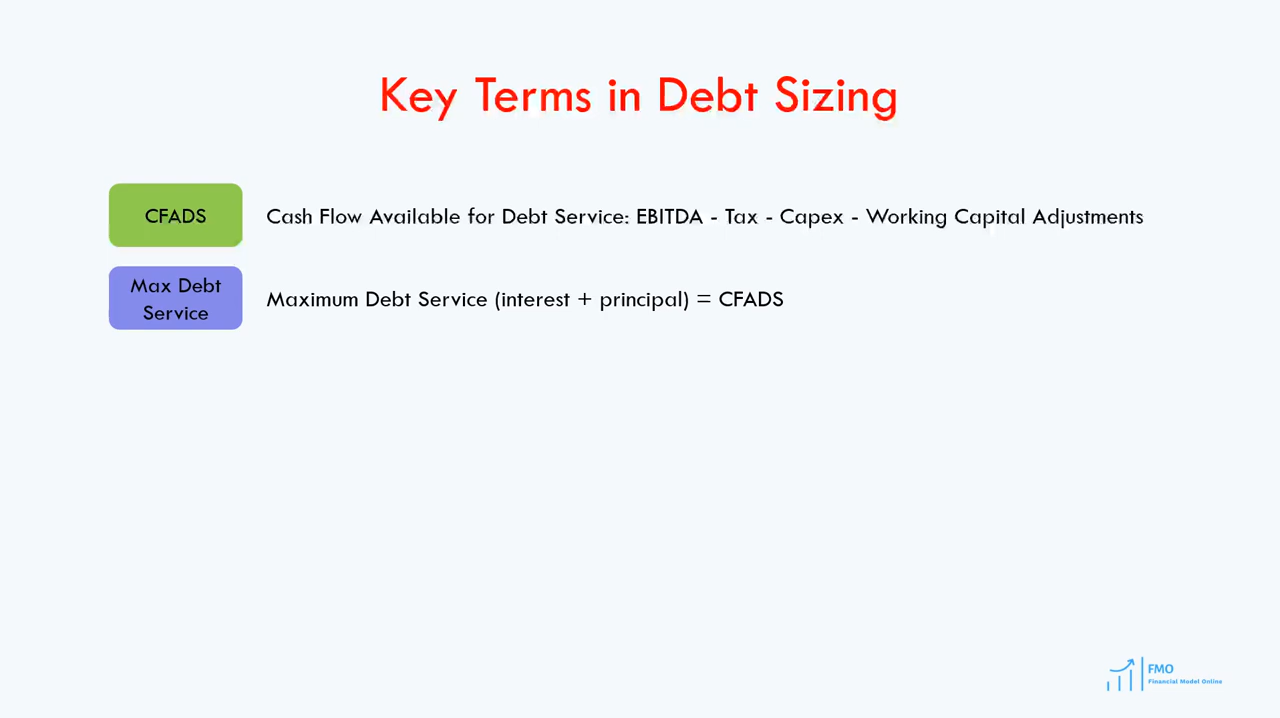 Key Terms in Debt Sizing
CFADS
Cash Flow Available for Debt Service: EBITDA - Tax - Capex - Working Capital Adjustments
Max Debt
Service
Maximum Debt Service (interest + principal) = CFADS
FMO
Financial Model Online